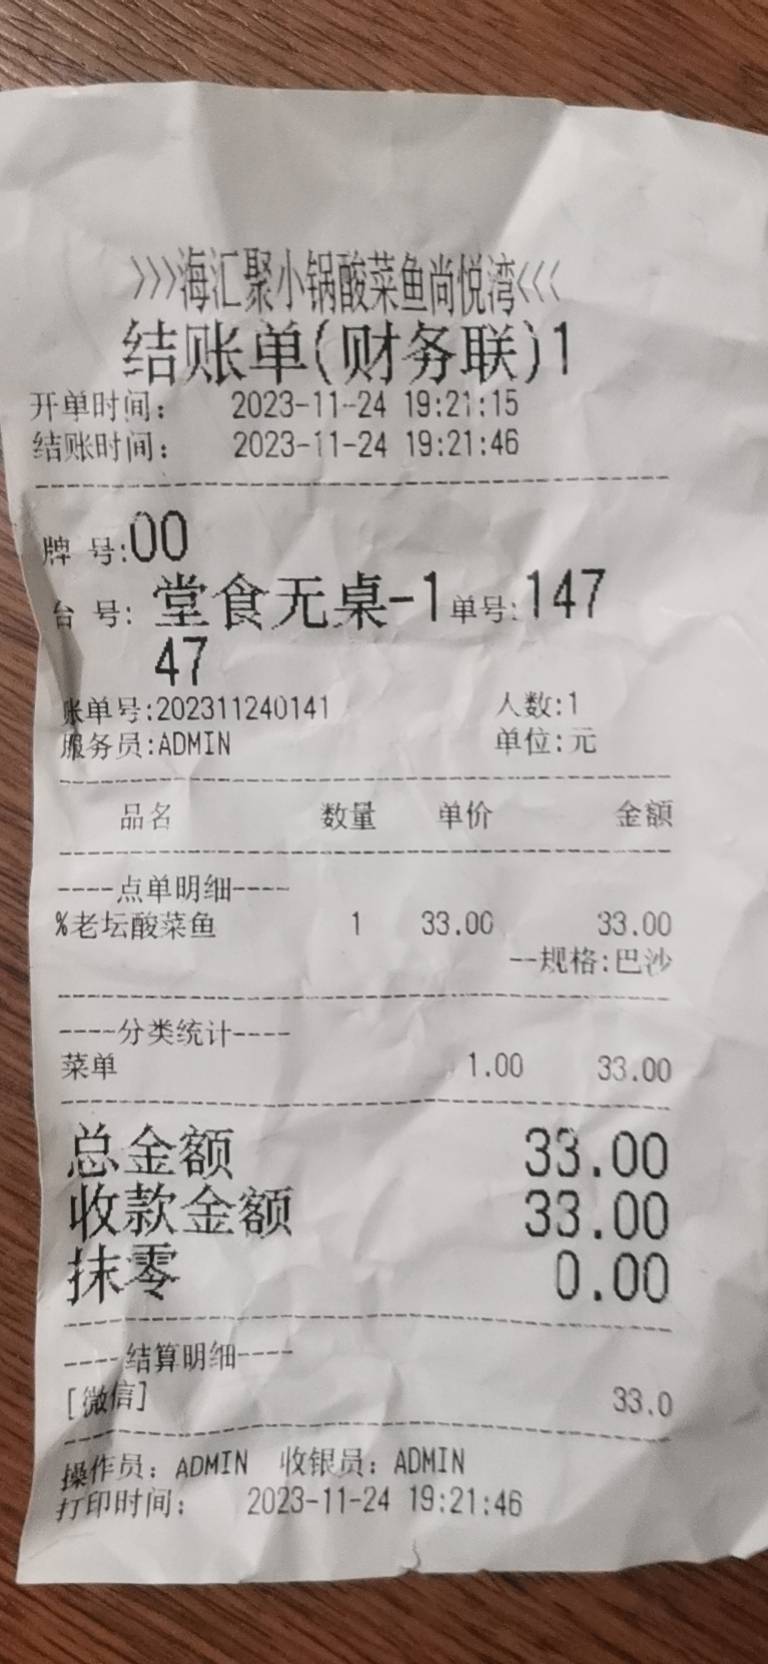 >>>海汇聚小锅酸菜鱼尚悦湾<<<
结账单(财务联)1
开单时间: 2023-11-24 19:21:15
结账时间: 2023-11-24 19:21:46
牌 号:00
台 号: 堂食无桌-1 单号:147
47
账单号:202311240141 人数:1
服务员:ADMIN 单位:元
品名 数量 单价 金额
----点单明细----
%老坛酸菜鱼 1 33.00 33.00
--规格:巴沙
----分类统计----
菜单 1.00 33.00
总金额 33.00
收款金额 33.00
抹零 0.00
----结算明细----
[微信] 33.0
操作员: ADMIN 收银员: ADMIN
打印时间: 2023-11-24 19:21:46